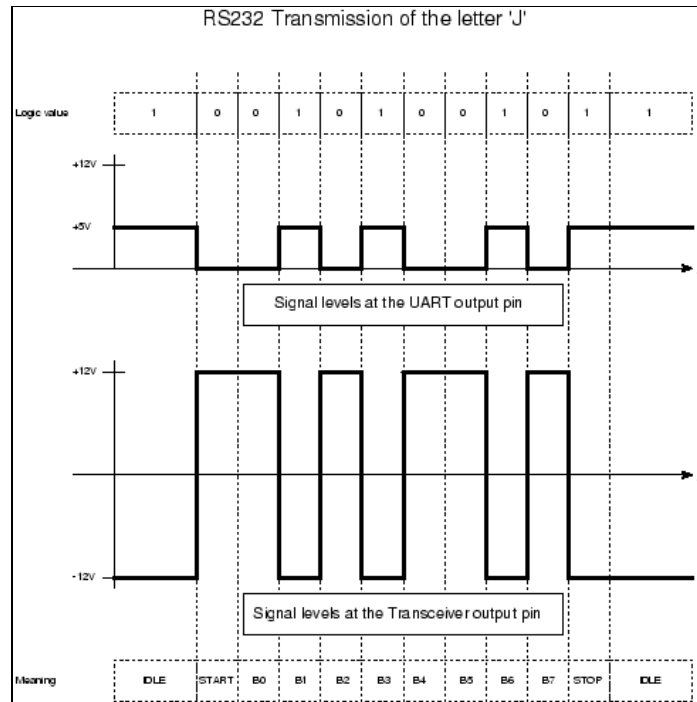 RS232 Transmission of the letter 'J'
Logic value 1 0 0 1 0 1 0 0 1 0 1 1
+12V
+5V
Signal levels at the UART output pin
+12V
-12V
Signal levels at the Transceiver output pin
Meaning IDLE START B0 B1 B2 B3 B4 B5 B6 B7 STOP IDLE